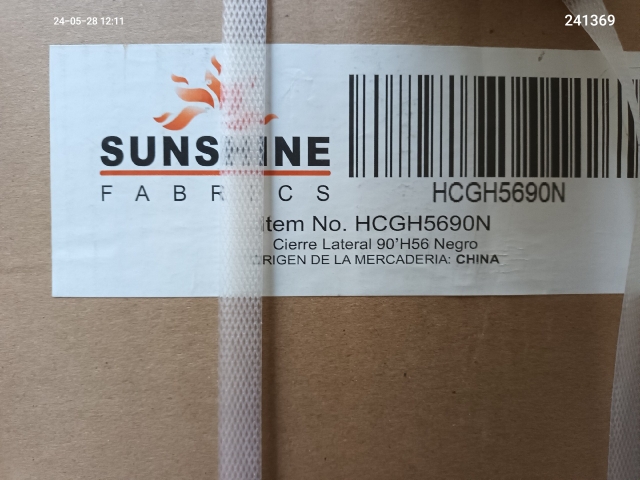 24-05-28 12:11
241369
SUNSHINE
FABRICS
HCGH5690N
Item No. HCGH5690N
Cierre Lateral 90'H56 Negro
ORIGEN DE LA MERCADERIA: CHINA